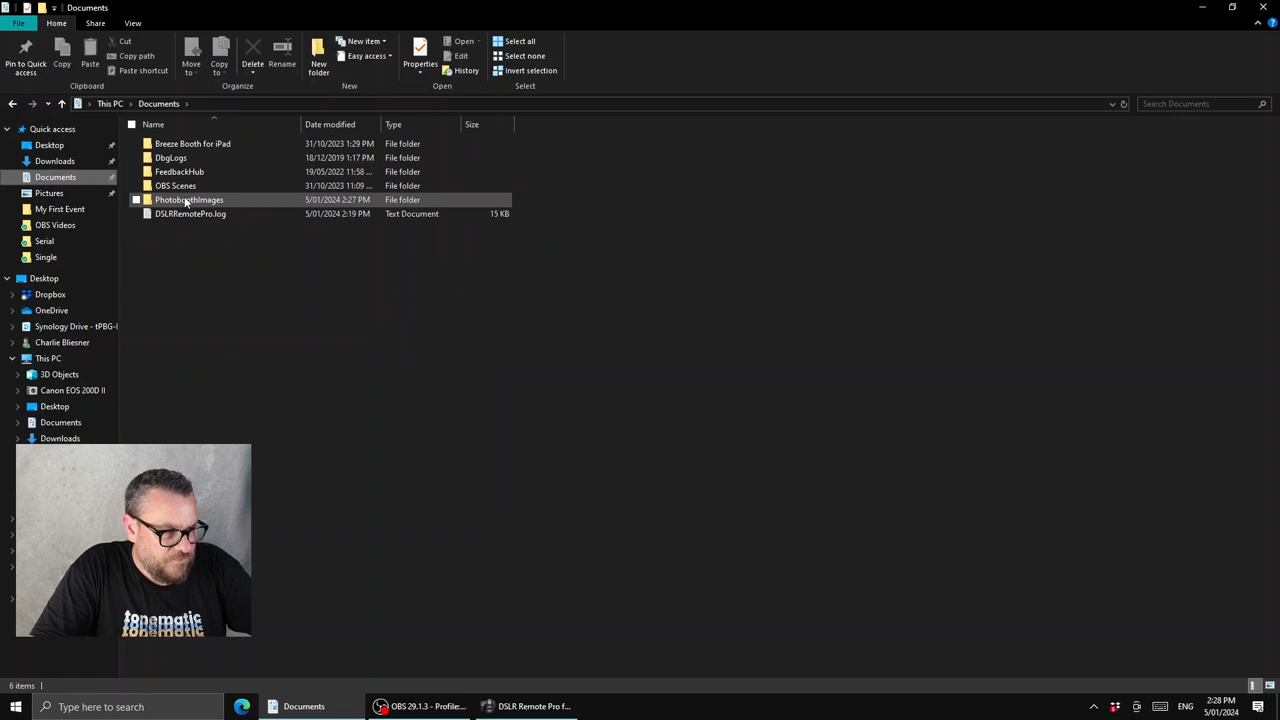 Documents
File Home Share View
Pin to Quick access
Copy
Paste
Cut
Copy path
Paste shortcut
Clipboard
Move to
Copy to
Delete
Rename
Organize
New folder
New item
Easy access
New
Properties
Open
Edit
History
Open
Select all
Select none
Invert selection
Select
This PC > Documents >
Search Documents
Name Date modified Type Size
Breeze Booth for iPad 31/10/2023 1:29 PM File folder
DbgLogs 18/12/2019 1:17 PM File folder
FeedbackHub 19/05/2022 11:58 ... File folder
OBS Scenes 31/10/2023 11:09 ... File folder
PhotoboothImages 5/01/2024 2:27 PM File folder
DSLRRemotePro.log 5/01/2024 2:19 PM Text Document 15 KB
Quick access
Desktop
Downloads
Documents
Pictures
My First Event
OBS Videos
Serial
Single
Desktop
Dropbox
OneDrive
Synology Drive - tPBG-
Charlie Bliesner
This PC
3D Objects
Canon EOS 200D II
Desktop
Documents
Downloads
tonematic
6 items
Type here to search
Documents
OBS 29.1.3 - Profile:...
DSLR Remote Pro f...
ENG
2:28 PM
5/01/2024